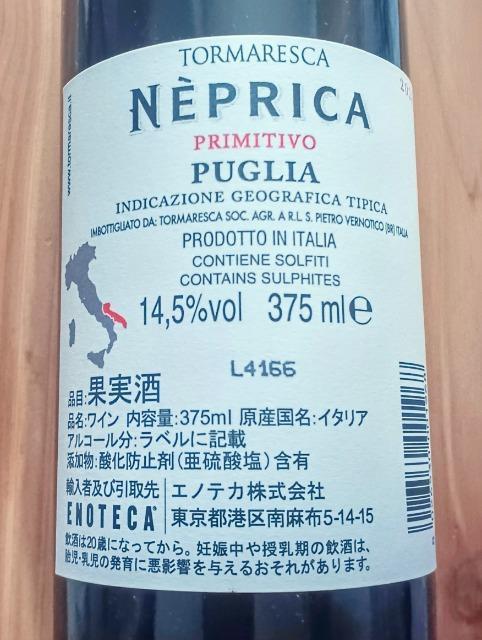 TORMARESCA
NÈPRICA
PRIMITIVO
PUGLIA
INDICAZIONE GEOGRAFICA TIPICA
IMBOTTIGLIATO DA: TORMARESCA SOC. AGR. A R.L. S. PIETRO VERNOTICO (BR) ITALIA
PRODOTTO IN ITALIA
CONTIENE SOLFITI
CONTAINS SULPHITES
14,5%vol 375 ml e
L4166
www.tormaresca.it
品目:果実酒
品名:ワイン 内容量:375ml 原産国名:イタリア
アルコール分:ラベルに記載
添加物:酸化防止剤(亜硫酸塩)含有
輸入者及び引取先 エノテカ株式会社
ENOTECA 東京都港区南麻布5-14-15
飲酒は20歳になってから。妊娠中や授乳期の飲酒は、
胎児・乳児の発育に悪影響を与えるおそれがあります。